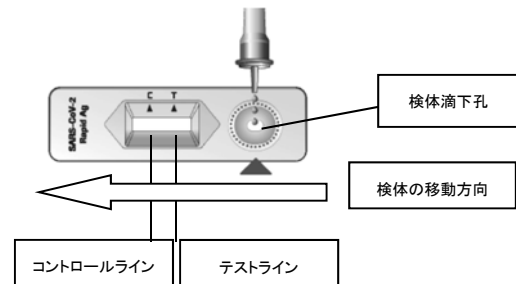 C T
SARS-CoV-2
Rapid Ag
検体滴下孔
検体の移動方向
コントロールライン
テストライン